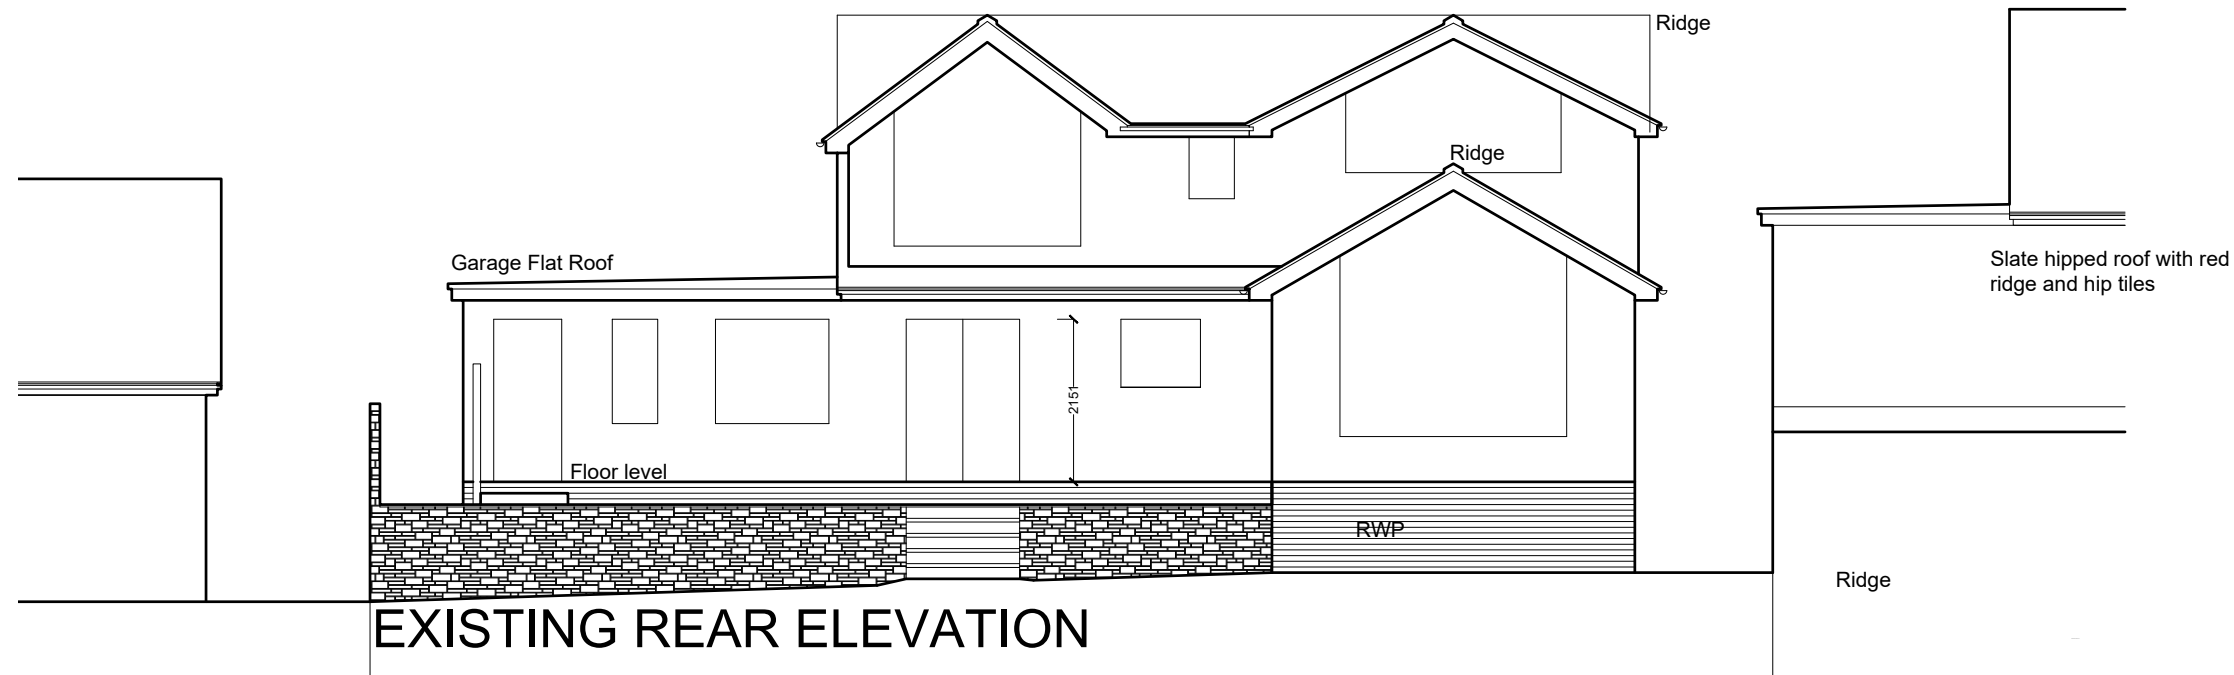 Ridge
Ridge
Garage Flat Roof
Slate hipped roof with red
ridge and hip tiles
2151
Floor level
RWP
Ridge
EXISTING REAR ELEVATION